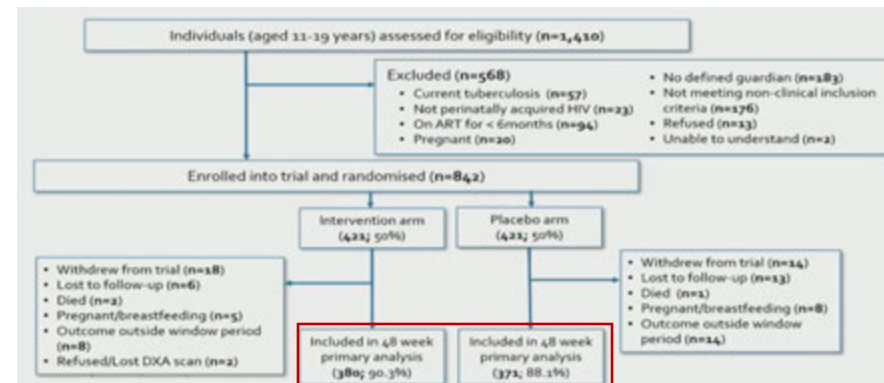 Individuals (aged 11-19 years) assessed for eligibility (n=1,410)
Excluded (n=568)
• Current tuberculosis (n=57)
• Not perinatally acquired HIV (n=23)
• On ART for < 6months (n=94)
• Pregnant (n=20)
• No defined guardian (n=183)
• Not meeting non-clinical inclusion
criteria (n=176)
• Refused (n=13)
• Unable to understand (n=2)
Enrolled into trial and randomised (n=842)
Intervention arm
(421; 50%)
Placebo arm
(421; 50%)
• Withdrew from trial (n=18)
• Lost to follow-up (n=6)
• Died (n=2)
• Pregnant/breastfeeding (n=5)
• Outcome outside window period
(n=8)
• Refused/Lost DXA scan (n=2)
• Withdrew from trial (n=14)
• Lost to follow-up (n=13)
• Died (n=1)
• Pregnant/breastfeeding (n=8)
• Outcome outside window
period (n=14)
Included in 48 week
primary analysis
(380; 90.3%)
Included in 48 week
primary analysis
(371; 88.1%)